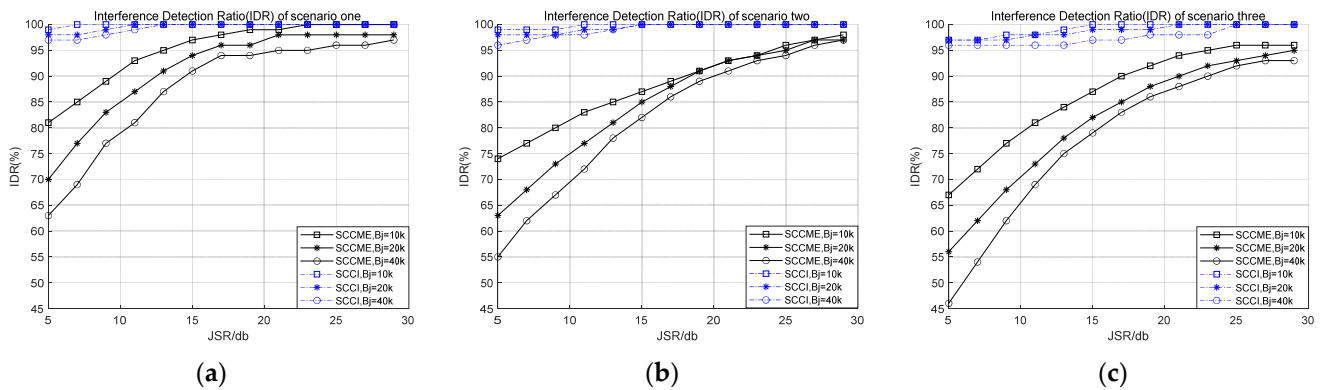 Interference Detection Ratio(IDR) of scenario one
100
95
90
85
80
75
70
65
60
55
50
45
IDR(%)
5
10
15
20
25
30
JSR/db
SCCME,Bj=10k
SCCME,Bj=20k
SCCME,Bj=40k
SCCI,Bj=10k
SCCI,Bj=20k
SCCI,Bj=40k
(a)
Interference Detection Ratio(IDR) of scenario two
100
95
90
85
80
75
70
65
60
55
50
45
IDR(%)
5
10
15
20
25
30
JSR/db
SCCME,Bj=10k
SCCME,Bj=20k
SCCME,Bj=40k
SCCI,Bj=10k
SCCI,Bj=20k
SCCI,Bj=40k
(b)
Interference Detection Ratio(IDR) of scenario three
100
95
90
85
80
75
70
65
60
55
50
45
IDR(%)
5
10
15
20
25
30
JSR/db
SCCME,Bj=10k
SCCME,Bj=20k
SCCME,Bj=40k
SCCI,Bj=10k
SCCI,Bj=20k
SCCI,Bj=40k
(c)